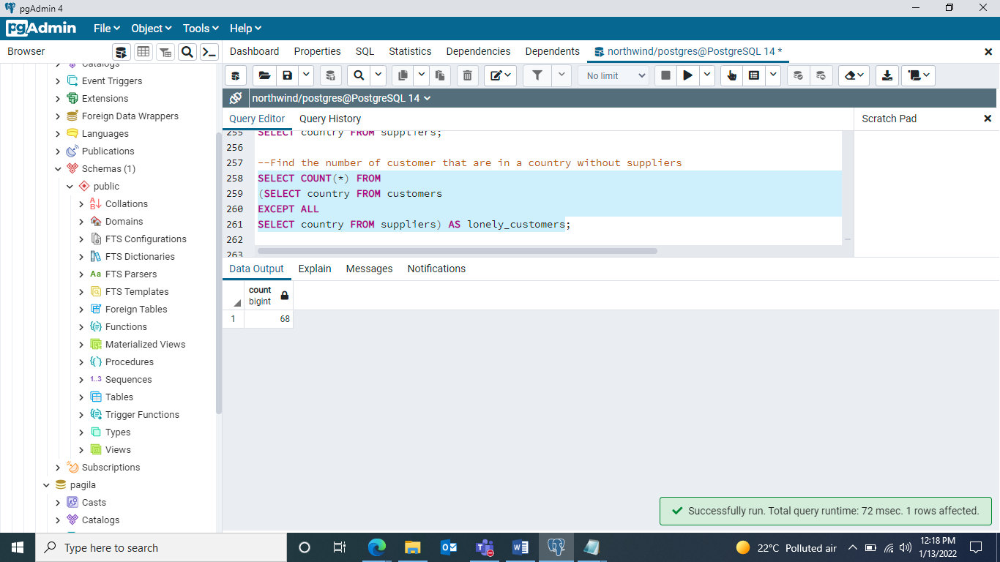 pgAdmin 4
pgAdmin File Object Tools Help
Browser
Dashboard Properties SQL Statistics Dependencies Dependents northwind/postgres@PostgreSQL 14 *
No limit
northwind/postgres@PostgreSQL 14
Query Editor Query History
Scratch Pad
Catalogs
Event Triggers
Extensions
Foreign Data Wrappers
Languages
Publications
Schemas (1)
public
Collations
Domains
FTS Configurations
FTS Dictionaries
Aa FTS Parsers
FTS Templates
Foreign Tables
Functions
Materialized Views
Procedures
1..3 Sequences
Tables
Trigger Functions
Types
Views
Subscriptions
pagila
Casts
Catalogs
255 SELECT country FROM suppliers;
256
257 --Find the number of customer that are in a country without suppliers
258 SELECT COUNT(*) FROM
259 (SELECT country FROM customers
260 EXCEPT ALL
261 SELECT country FROM suppliers) AS lonely_customers;
262
263
Data Output Explain Messages Notifications
count
bigint
1 68
Successfully run. Total query runtime: 72 msec. 1 rows affected.
Type here to search
22°C Polluted air
12:18 PM
1/13/2022